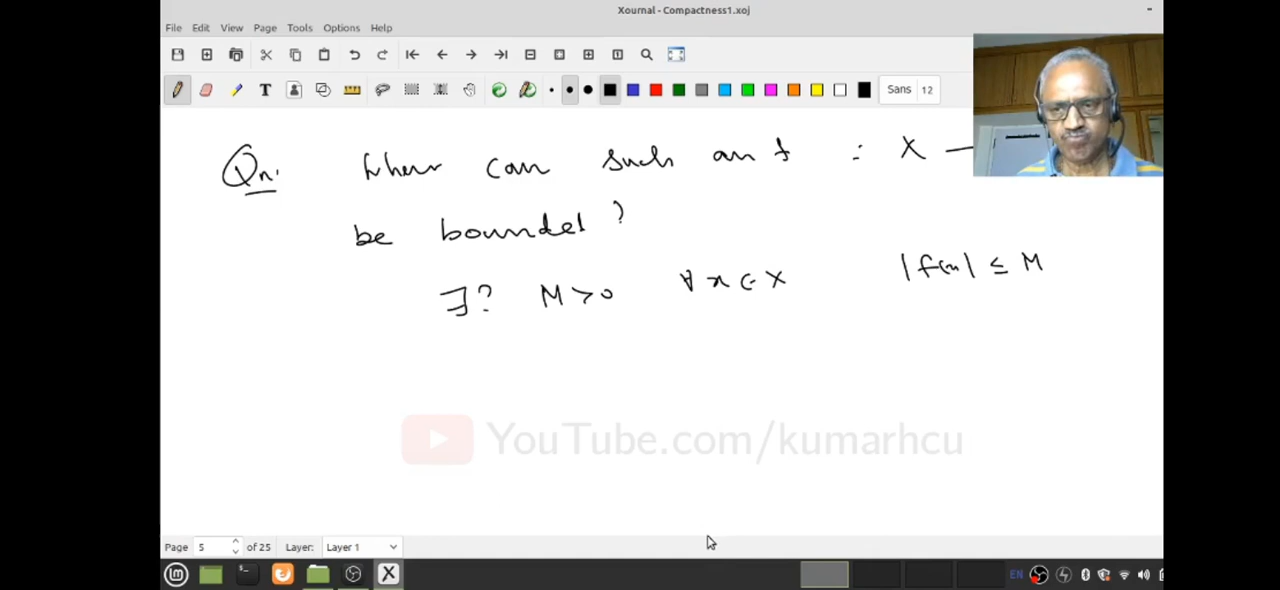 Xournal - Compactness1.xoj
File Edit View Page Tools Options Help
Sans 12
Qn. When can such an f : X —
be bounded ?
∃? M > 0 ∀ x ∈ X |f(x)| ≤ M
YouTube.com/kumarhcu
Page 5 of 25 Layer: Layer 1
EN